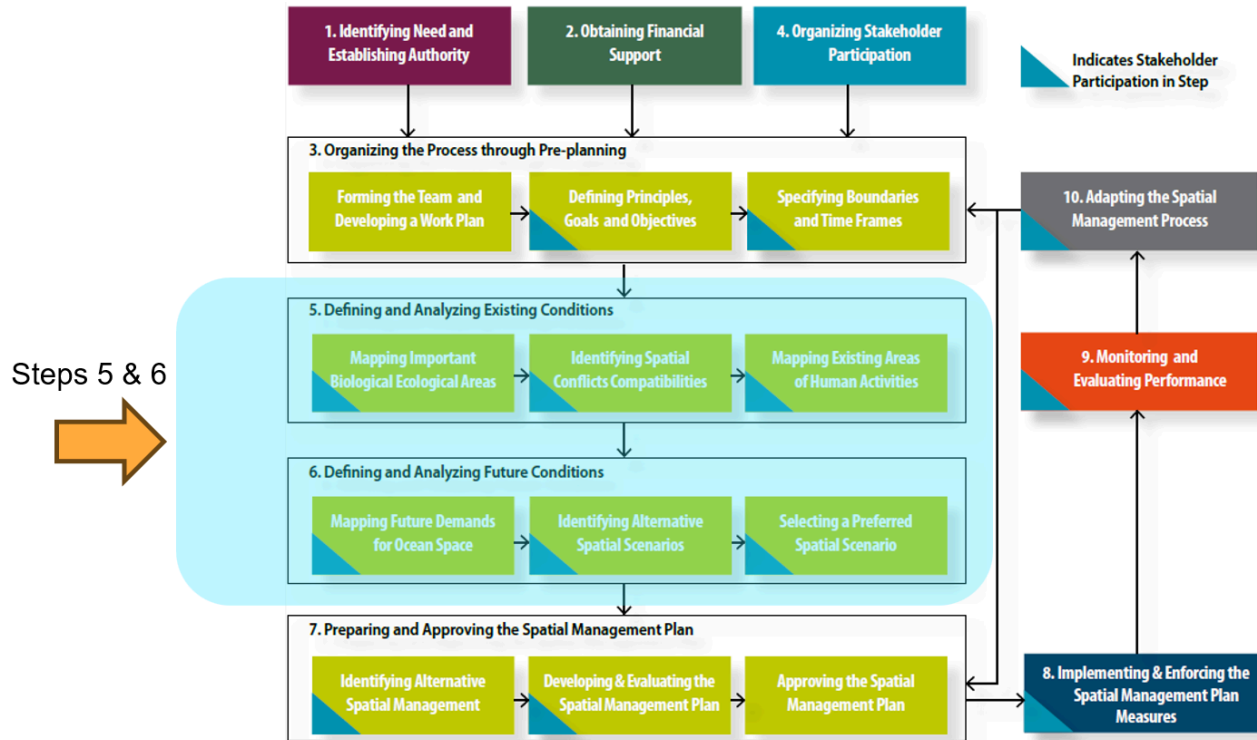 1. Identifying Need and
Establishing Authority
2. Obtaining Financial
Support
4. Organizing Stakeholder
Participation
Indicates Stakeholder
Participation in Step
3. Organizing the Process through Pre-planning
Forming the Team and
Developing a Work Plan
Defining Principles,
Goals and Objectives
Specifying Boundaries
and Time Frames
10. Adapting the Spatial
Management Process
Steps 5 & 6
5. Defining and Analyzing Existing Conditions
Mapping Important
Biological Ecological Areas
Identifying Spatial
Conflicts Compatibilities
Mapping Existing Areas
of Human Activities
9. Monitoring and
Evaluating Performance
6. Defining and Analyzing Future Conditions
Mapping Future Demands
for Ocean Space
Identifying Alternative
Spatial Scenarios
Selecting a Preferred
Spatial Scenario
7. Preparing and Approving the Spatial Management Plan
Identifying Alternative
Spatial Management
Developing & Evaluating the
Spatial Management Plan
Approving the Spatial
Management Plan
8. Implementing & Enforcing the
Spatial Management Plan
Measures